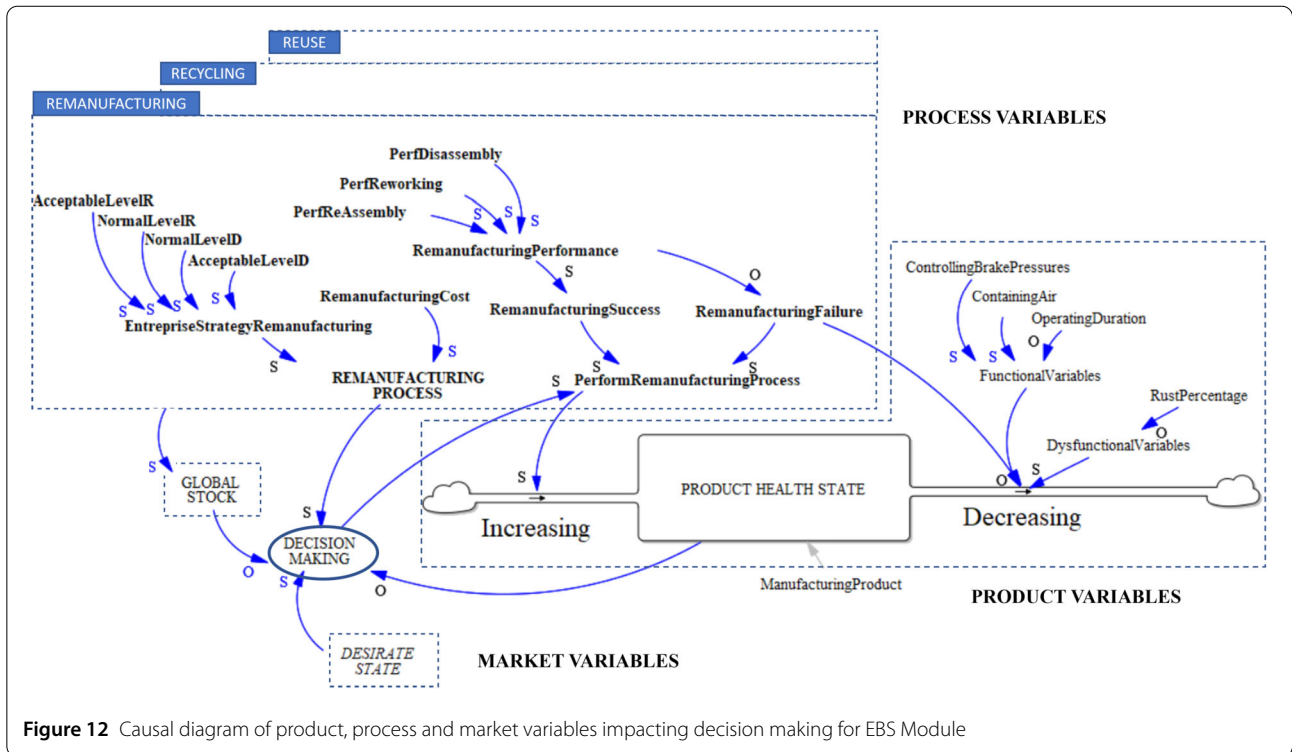 REUSE
RECYCLING
REMANUFACTURING
PROCESS VARIABLES
PerfDisassembly
PerfReworking
PerfReAssembly
S
S
S
AcceptableLevelR
NormalLevelR
NormalLevelD
AcceptableLevelD
RemanufacturingPerformance
S
O
S
S
S
S
RemanufacturingCost
RemanufacturingSuccess
RemanufacturingFailure
EntrepriseStrategyRemanufacturing
S
S
S
S
REMANUFACTURING
PROCESS
S
PerformRemanufacturingProcess
ControllingBrakePressures
ContainingAir
OperatingDuration
S
S
O
FunctionalVariables
RustPercentage
O
DysfunctionalVariables
S
GLOBAL
STOCK
S
PRODUCT HEALTH STATE
O
S
Increasing
Decreasing
S
DECISION
MAKING
O
S
O
ManufacturingProduct
PRODUCT VARIABLES
DESIRATE
STATE
MARKET VARIABLES
Figure 12 Causal diagram of product, process and market variables impacting decision making for EBS Module